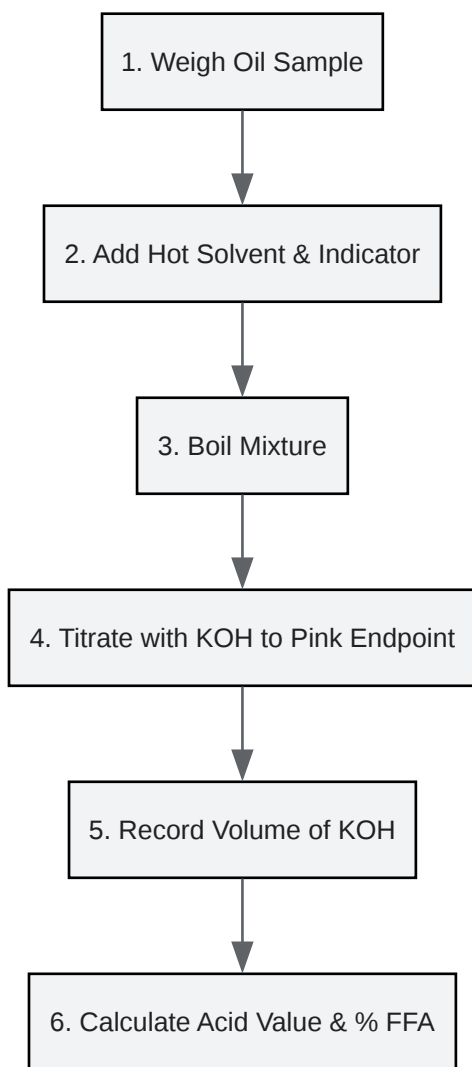 1. Weigh Oil Sample
2. Add Hot Solvent & Indicator
3. Boil Mixture
4. Titrate with KOH to Pink Endpoint
5. Record Volume of KOH
6. Calculate Acid Value & % FFA